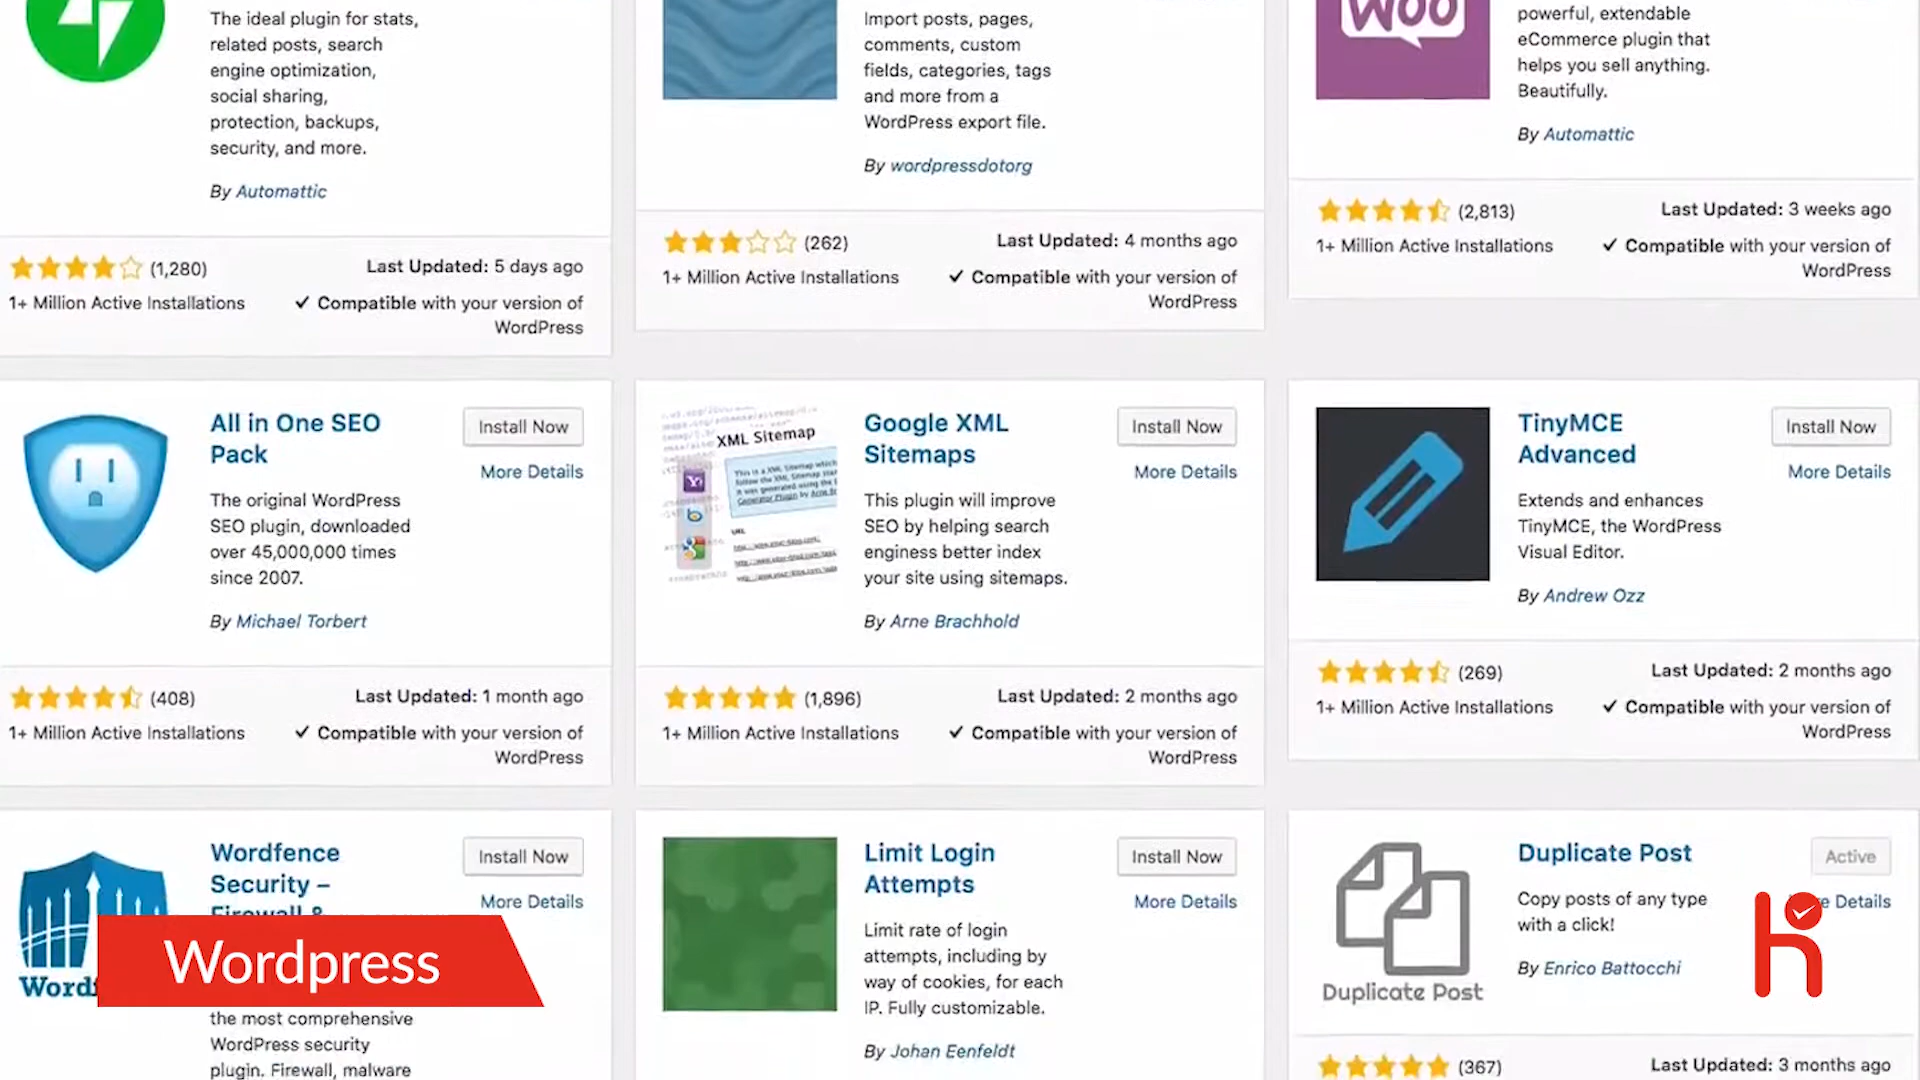 The ideal plugin for stats,
related posts, search
engine optimization,
social sharing,
protection, backups,
security, and more.
By Automattic
(1,280)
Last Updated: 5 days ago
1+ Million Active Installations
✓ Compatible with your version of
WordPress
Import posts, pages,
comments, custom
fields, categories, tags
and more from a
WordPress export file.
By wordpressdotorg
(262)
Last Updated: 4 months ago
1+ Million Active Installations
✓ Compatible with your version of
WordPress
WOO
powerful, extendable
eCommerce plugin that
helps you sell anything.
Beautifully.
By Automattic
(2,813)
Last Updated: 3 weeks ago
1+ Million Active Installations
✓ Compatible with your version of
WordPress
All in One SEO
Pack
Install Now
More Details
The original WordPress
SEO plugin, downloaded
over 45,000,000 times
since 2007.
By Michael Torbert
(408)
Last Updated: 1 month ago
1+ Million Active Installations
✓ Compatible with your version of
WordPress
XML Sitemap
Google XML
Sitemaps
Install Now
More Details
This plugin will improve
SEO by helping search
enginess better index
your site using sitemaps.
By Arne Brachhold
(1,896)
Last Updated: 2 months ago
1+ Million Active Installations
✓ Compatible with your version of
WordPress
TinyMCE
Advanced
Install Now
More Details
Extends and enhances
TinyMCE, the WordPress
Visual Editor.
By Andrew Ozz
(269)
Last Updated: 2 months ago
1+ Million Active Installations
✓ Compatible with your version of
WordPress
Wordfence
Security –
Firewall &
Install Now
More Details
Wordpress
the most comprehensive
WordPress security
plugin. Firewall, malware
Limit Login
Attempts
Install Now
More Details
Limit rate of login
attempts, including by
way of cookies, for each
IP. Fully customizable.
By Johan Eenfeldt
Duplicate Post
Duplicate Post
Active
Details
Copy posts of any type
with a click!
By Enrico Battocchi
(367)
Last Updated: 3 months ago